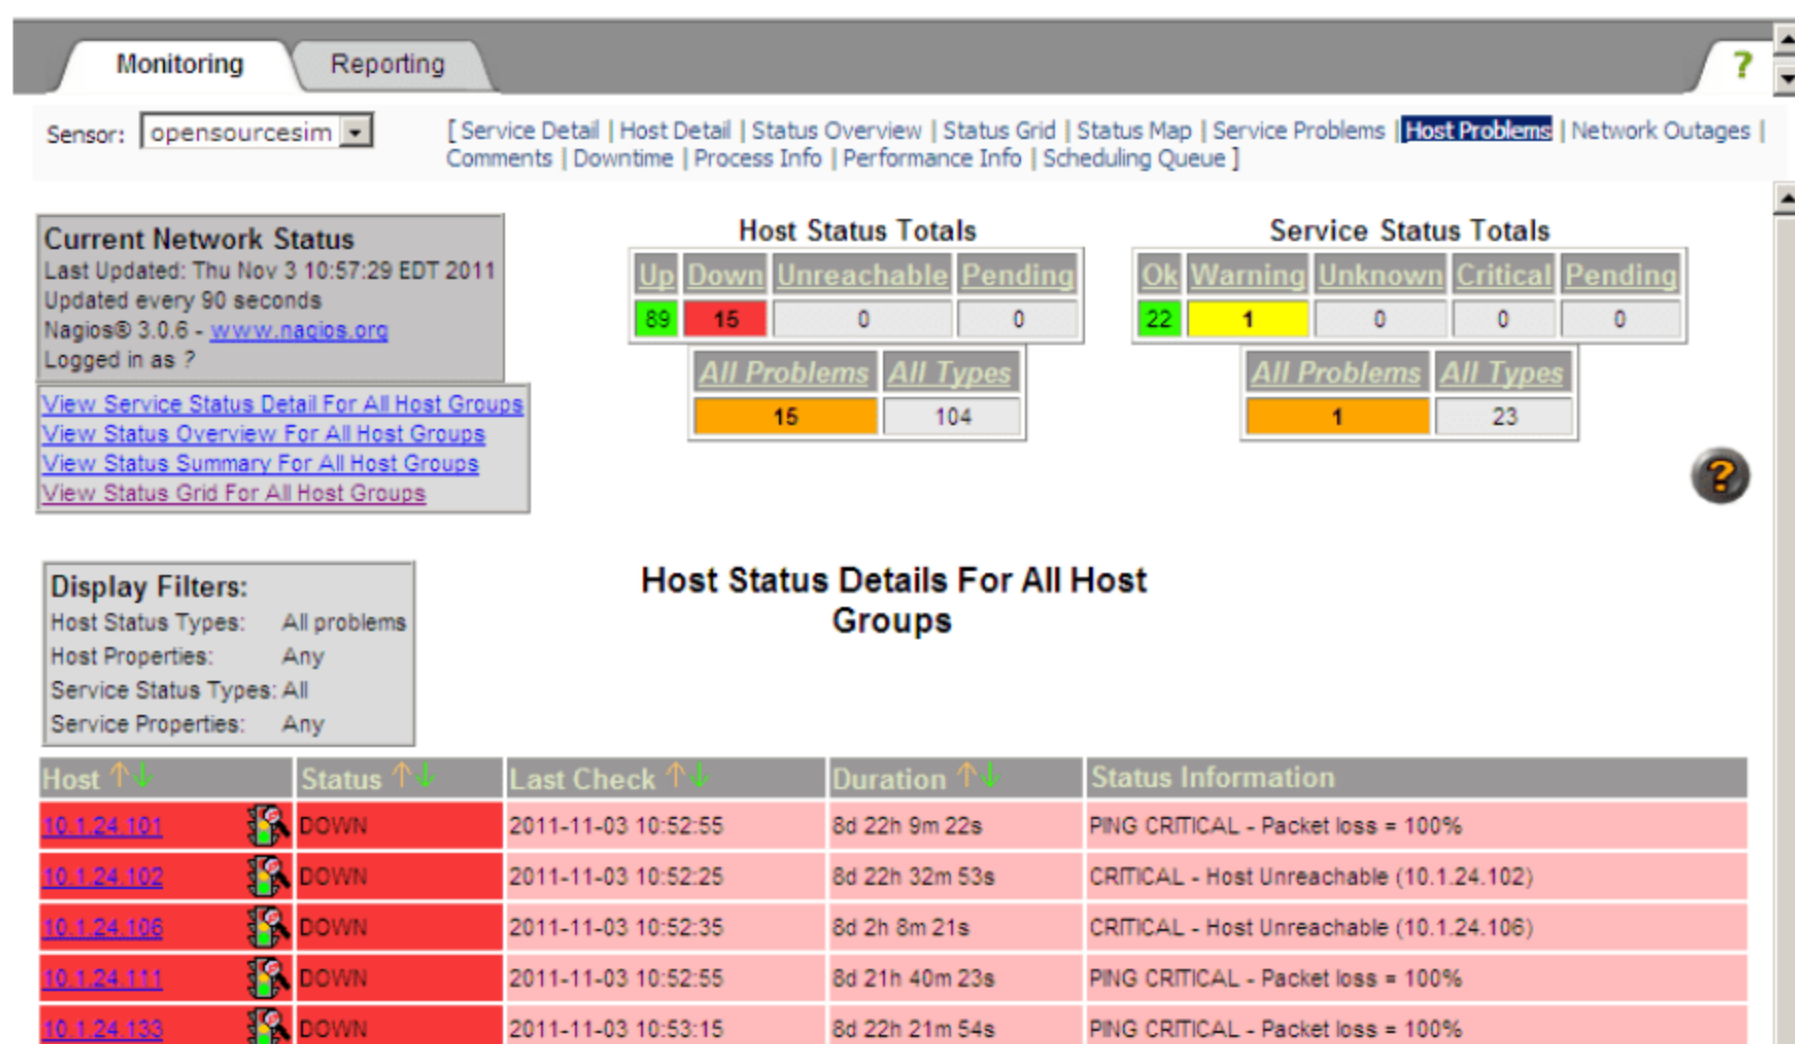 Monitoring Reporting ?
Sensor: opensourcesim [ Service Detail | Host Detail | Status Overview | Status Grid | Status Map | Service Problems | Host Problems | Network Outages |
Comments | Downtime | Process Info | Performance Info | Scheduling Queue ]
Current Network Status
Last Updated: Thu Nov 3 10:57:29 EDT 2011
Updated every 90 seconds
Nagios® 3.0.6 - www.nagios.org
Logged in as ?
View Service Status Detail For All Host Groups
View Status Overview For All Host Groups
View Status Summary For All Host Groups
View Status Grid For All Host Groups
Host Status Totals
Up Down Unreachable Pending
89 15 0 0
All Problems All Types
15 104
Service Status Totals
Ok Warning Unknown Critical Pending
22 1 0 0 0
All Problems All Types
1 23
?
Display Filters:
Host Status Types: All problems
Host Properties: Any
Service Status Types: All
Service Properties: Any
Host Status Details For All Host
Groups
Host Status Last Check Duration Status Information
10.1.24.101 DOWN 2011-11-03 10:52:55 8d 22h 9m 22s PING CRITICAL - Packet loss = 100%
10.1.24.102 DOWN 2011-11-03 10:52:25 8d 22h 32m 53s CRITICAL - Host Unreachable (10.1.24.102)
10.1.24.106 DOWN 2011-11-03 10:52:35 8d 2h 8m 21s CRITICAL - Host Unreachable (10.1.24.106)
10.1.24.111 DOWN 2011-11-03 10:52:55 8d 21h 40m 23s PING CRITICAL - Packet loss = 100%
10.1.24.133 DOWN 2011-11-03 10:53:15 8d 22h 21m 54s PING CRITICAL - Packet loss = 100%